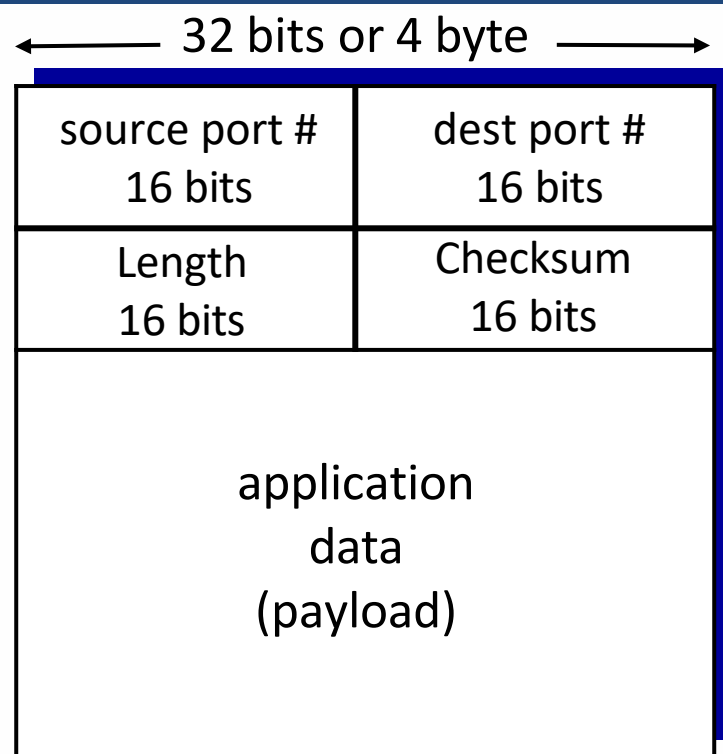 32 bits or 4 byte
source port #
16 bits
dest port #
16 bits
Length
16 bits
Checksum
16 bits
application
data
(payload)